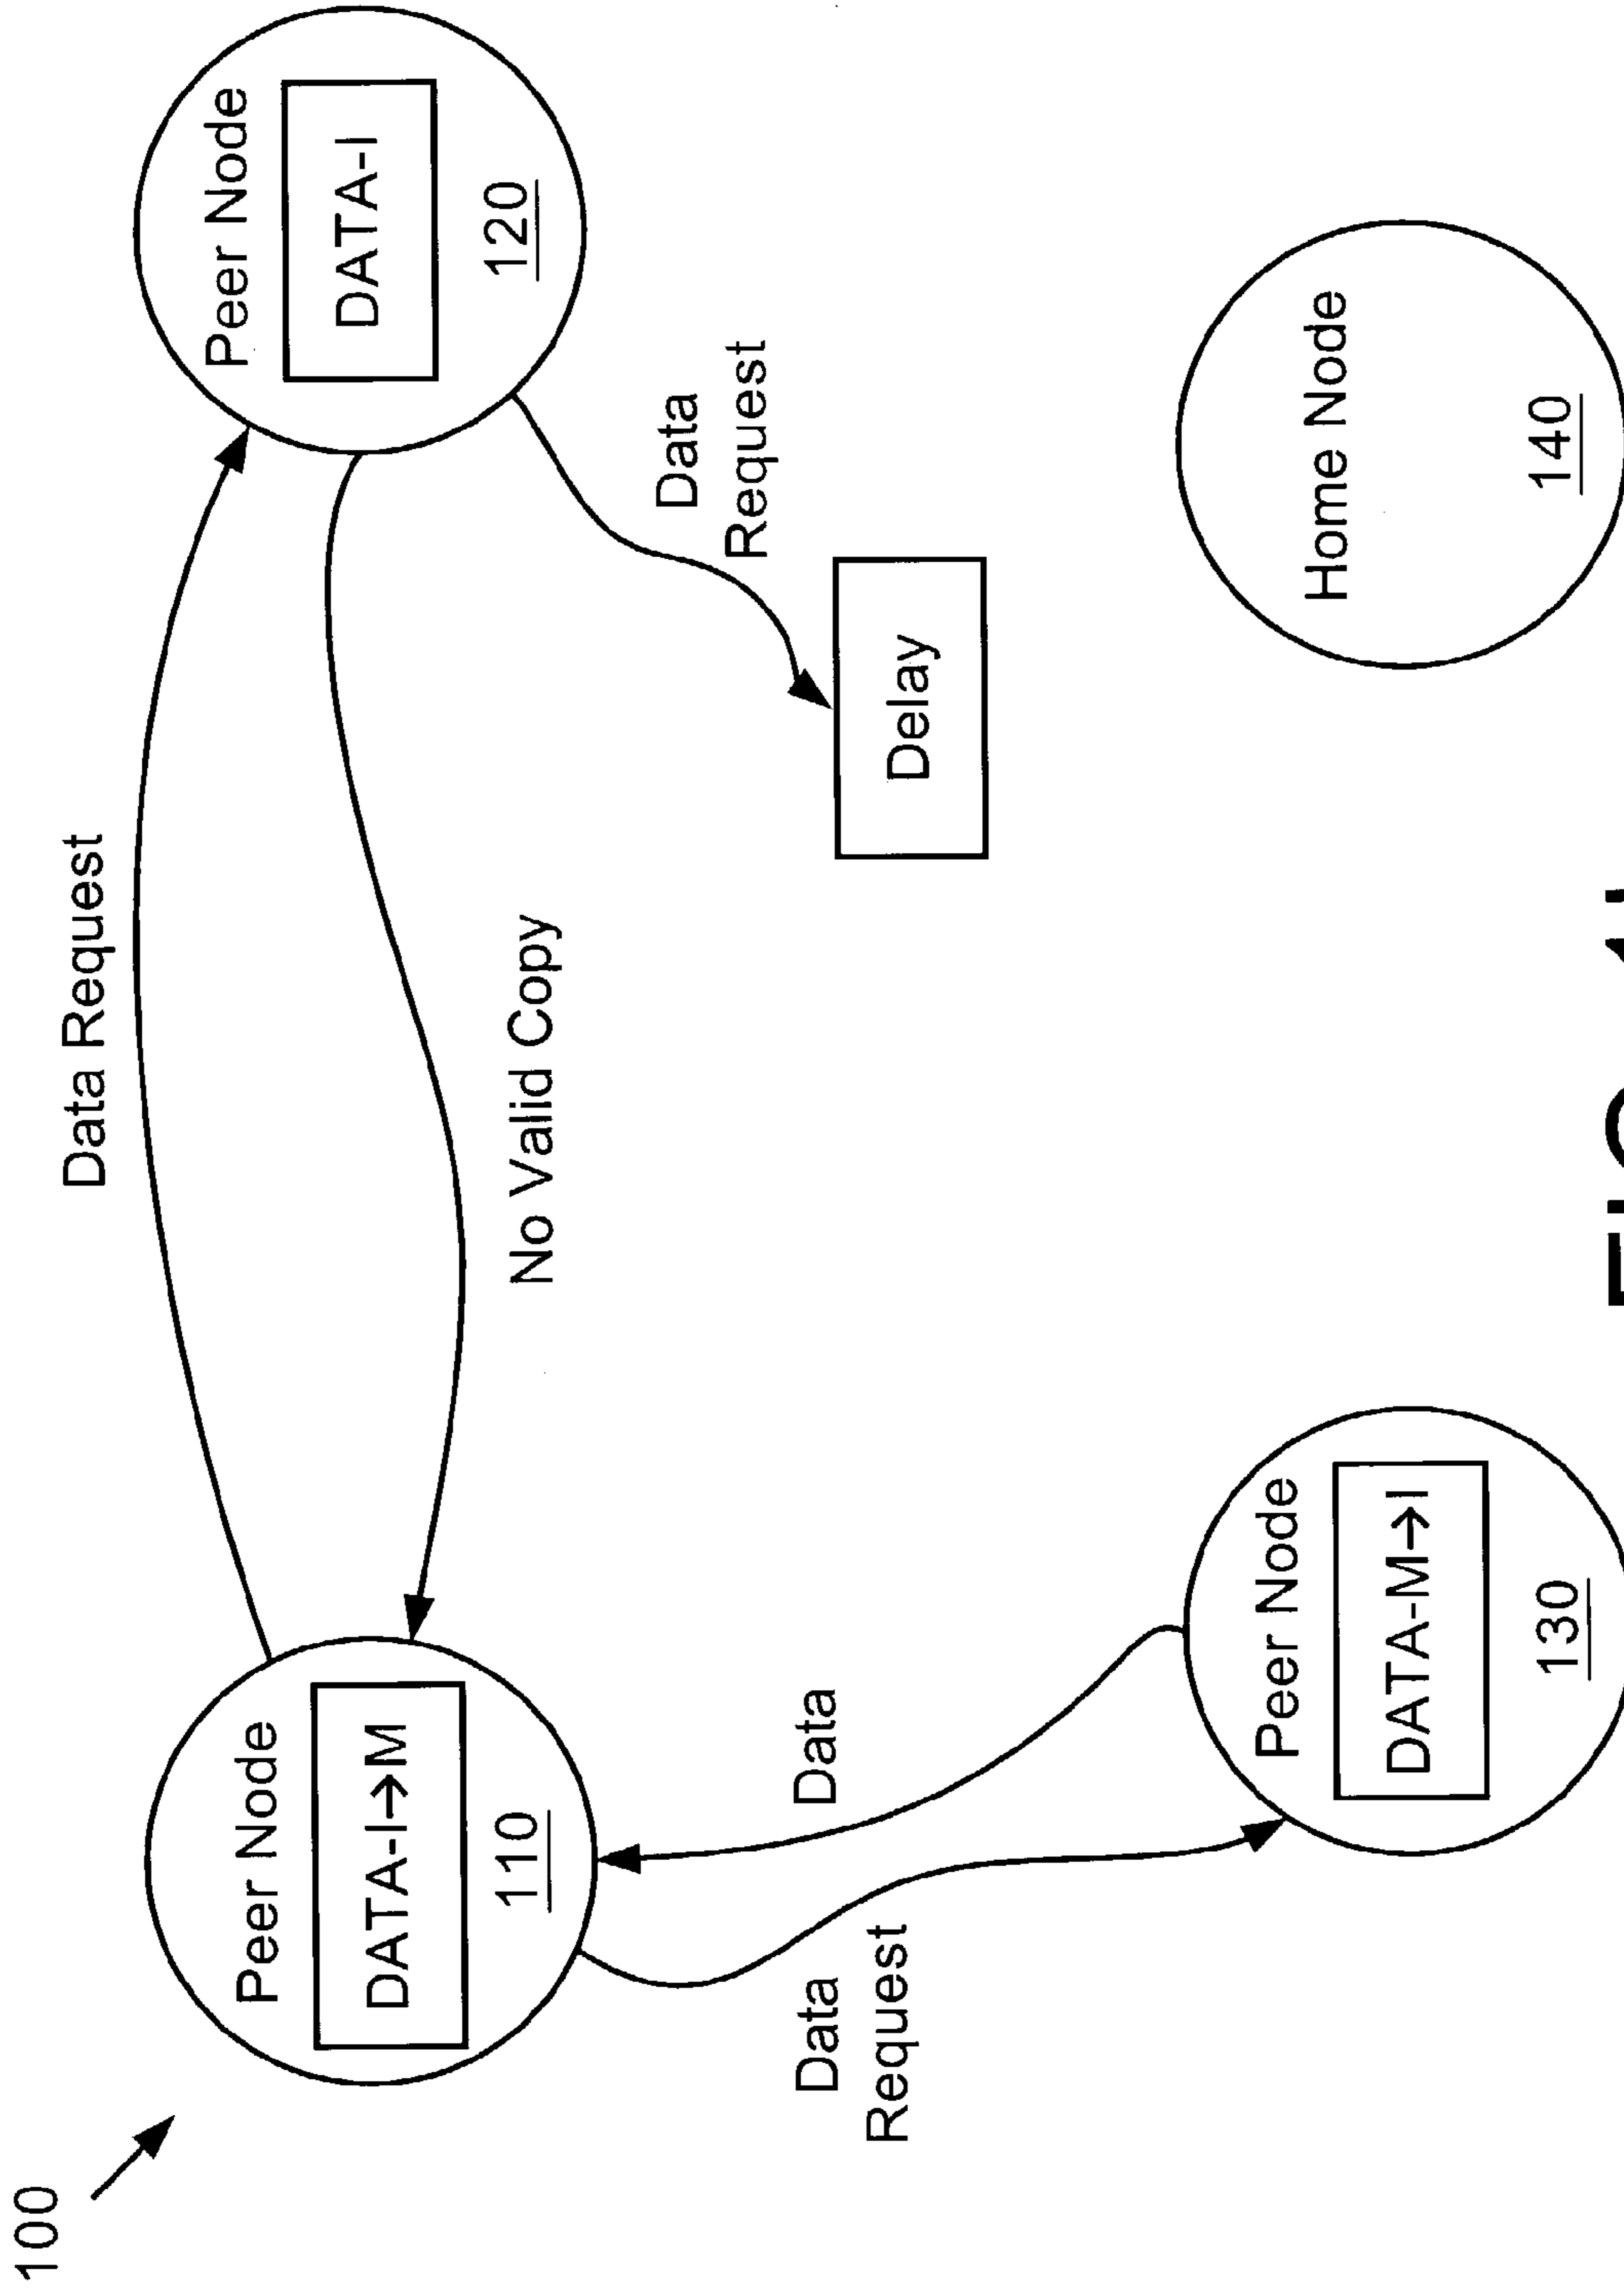 100
Data Request
Peer Node
DATA-I→M
110
Peer Node
DATA-I
120
No Valid Copy
Data
Request
Delay
Data
Request
Data
Peer Node
DATA-M→I
130
Home Node
140